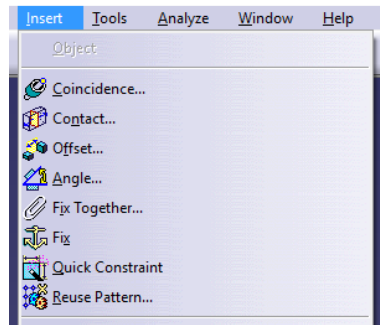 Insert Tools Analyze Window Help
Object
Coincidence...
Contact...
Offset...
Angle...
Fix Together...
Fix
Quick Constraint
Reuse Pattern...